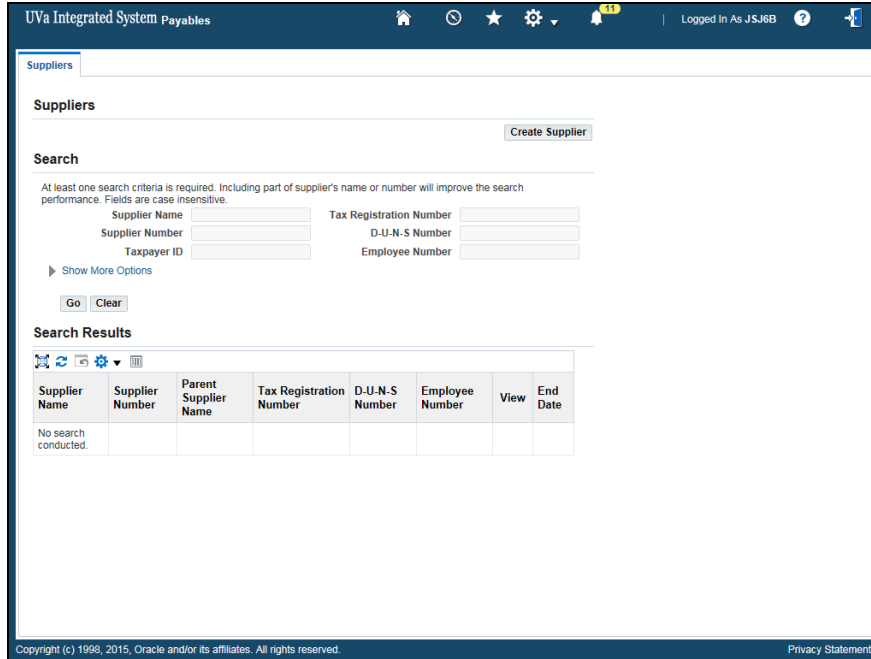 UVa Integrated System Payables
11
Logged In As JSJ6B
?
Suppliers
Suppliers
Create Supplier
Search
At least one search criteria is required. Including part of supplier's name or number will improve the search
performance. Fields are case insensitive.
Supplier Name Tax Registration Number
Supplier Number D-U-N-S Number
Taxpayer ID Employee Number
Show More Options
Go Clear
Search Results
Supplier Name Supplier Number Parent Supplier Name Tax Registration Number D-U-N-S Number Employee Number View End Date
No search
conducted.
Copyright (c) 1998, 2015, Oracle and/or its affiliates. All rights reserved. Privacy Statement